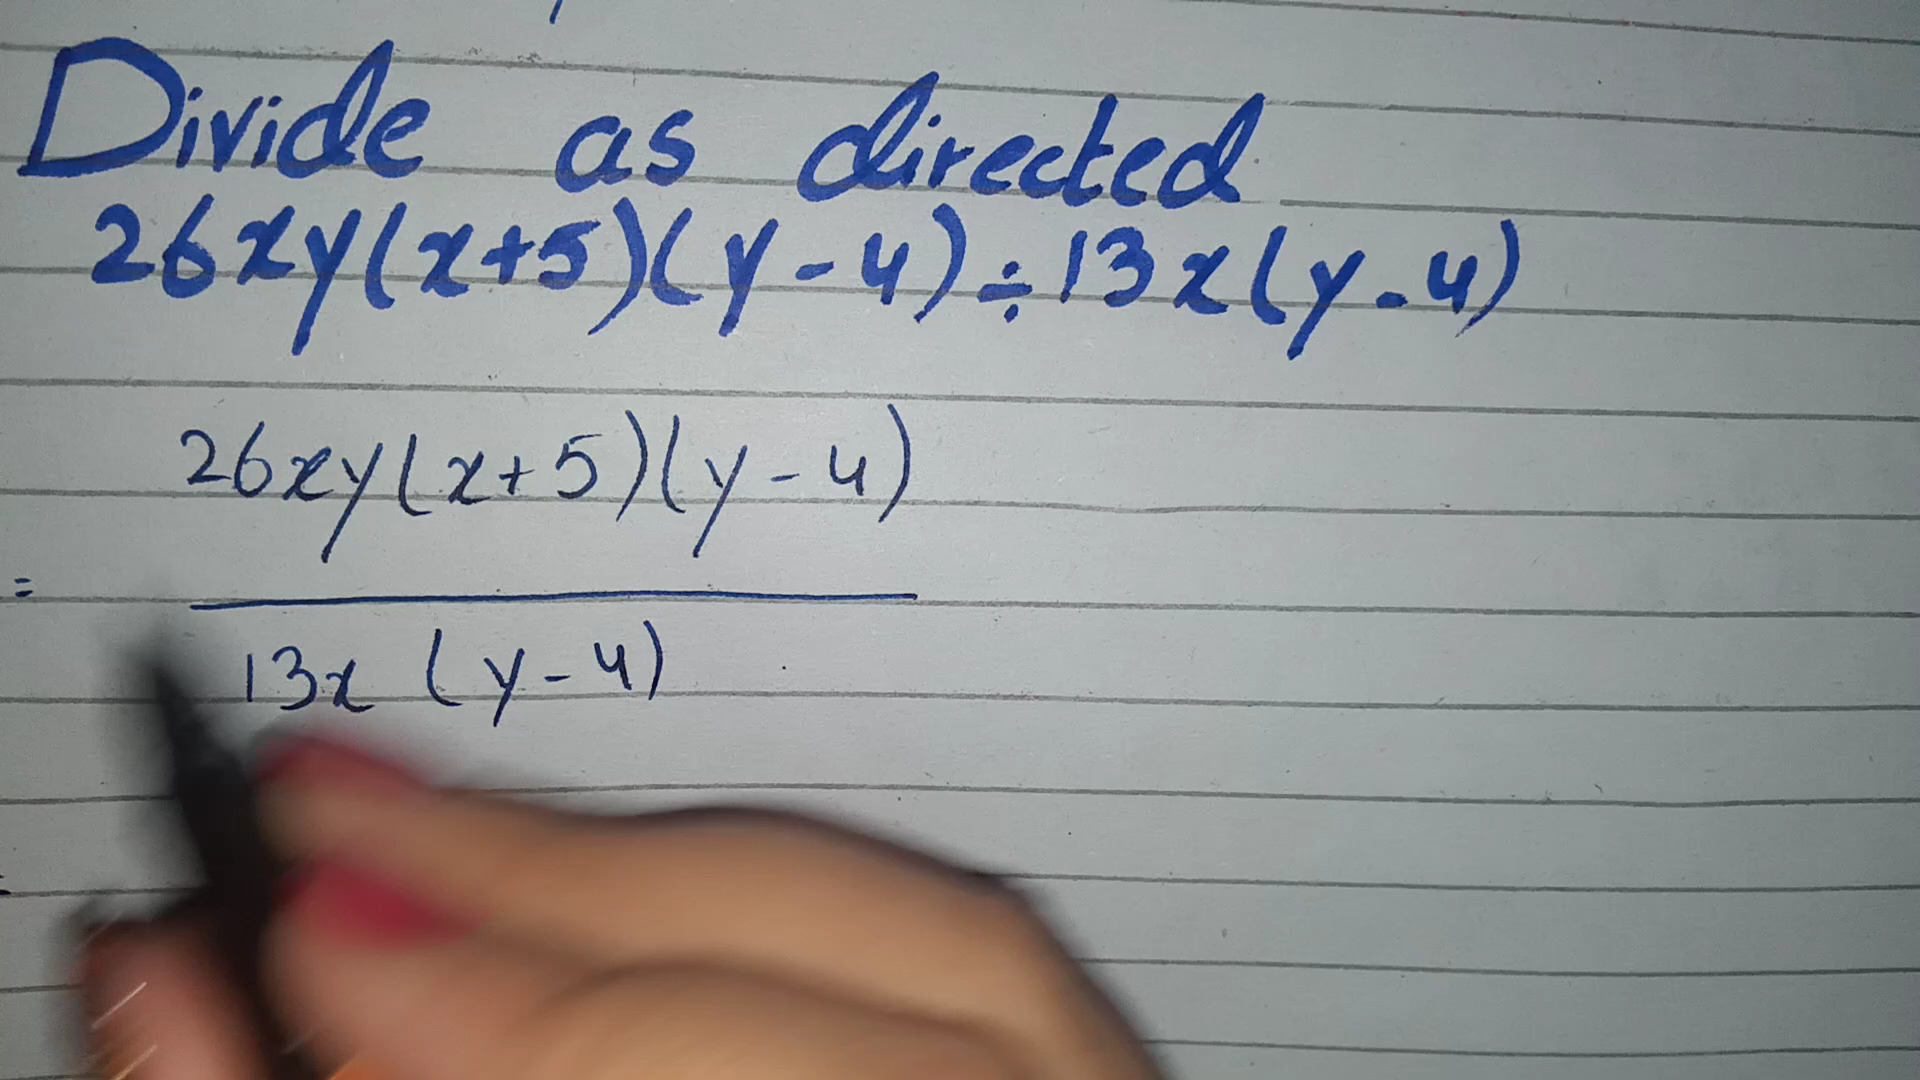 Divide as directed
26xy(x+5)(y-4)÷13x(y-4)
26xy(x+5)(y-4)
=
13x (y-4)